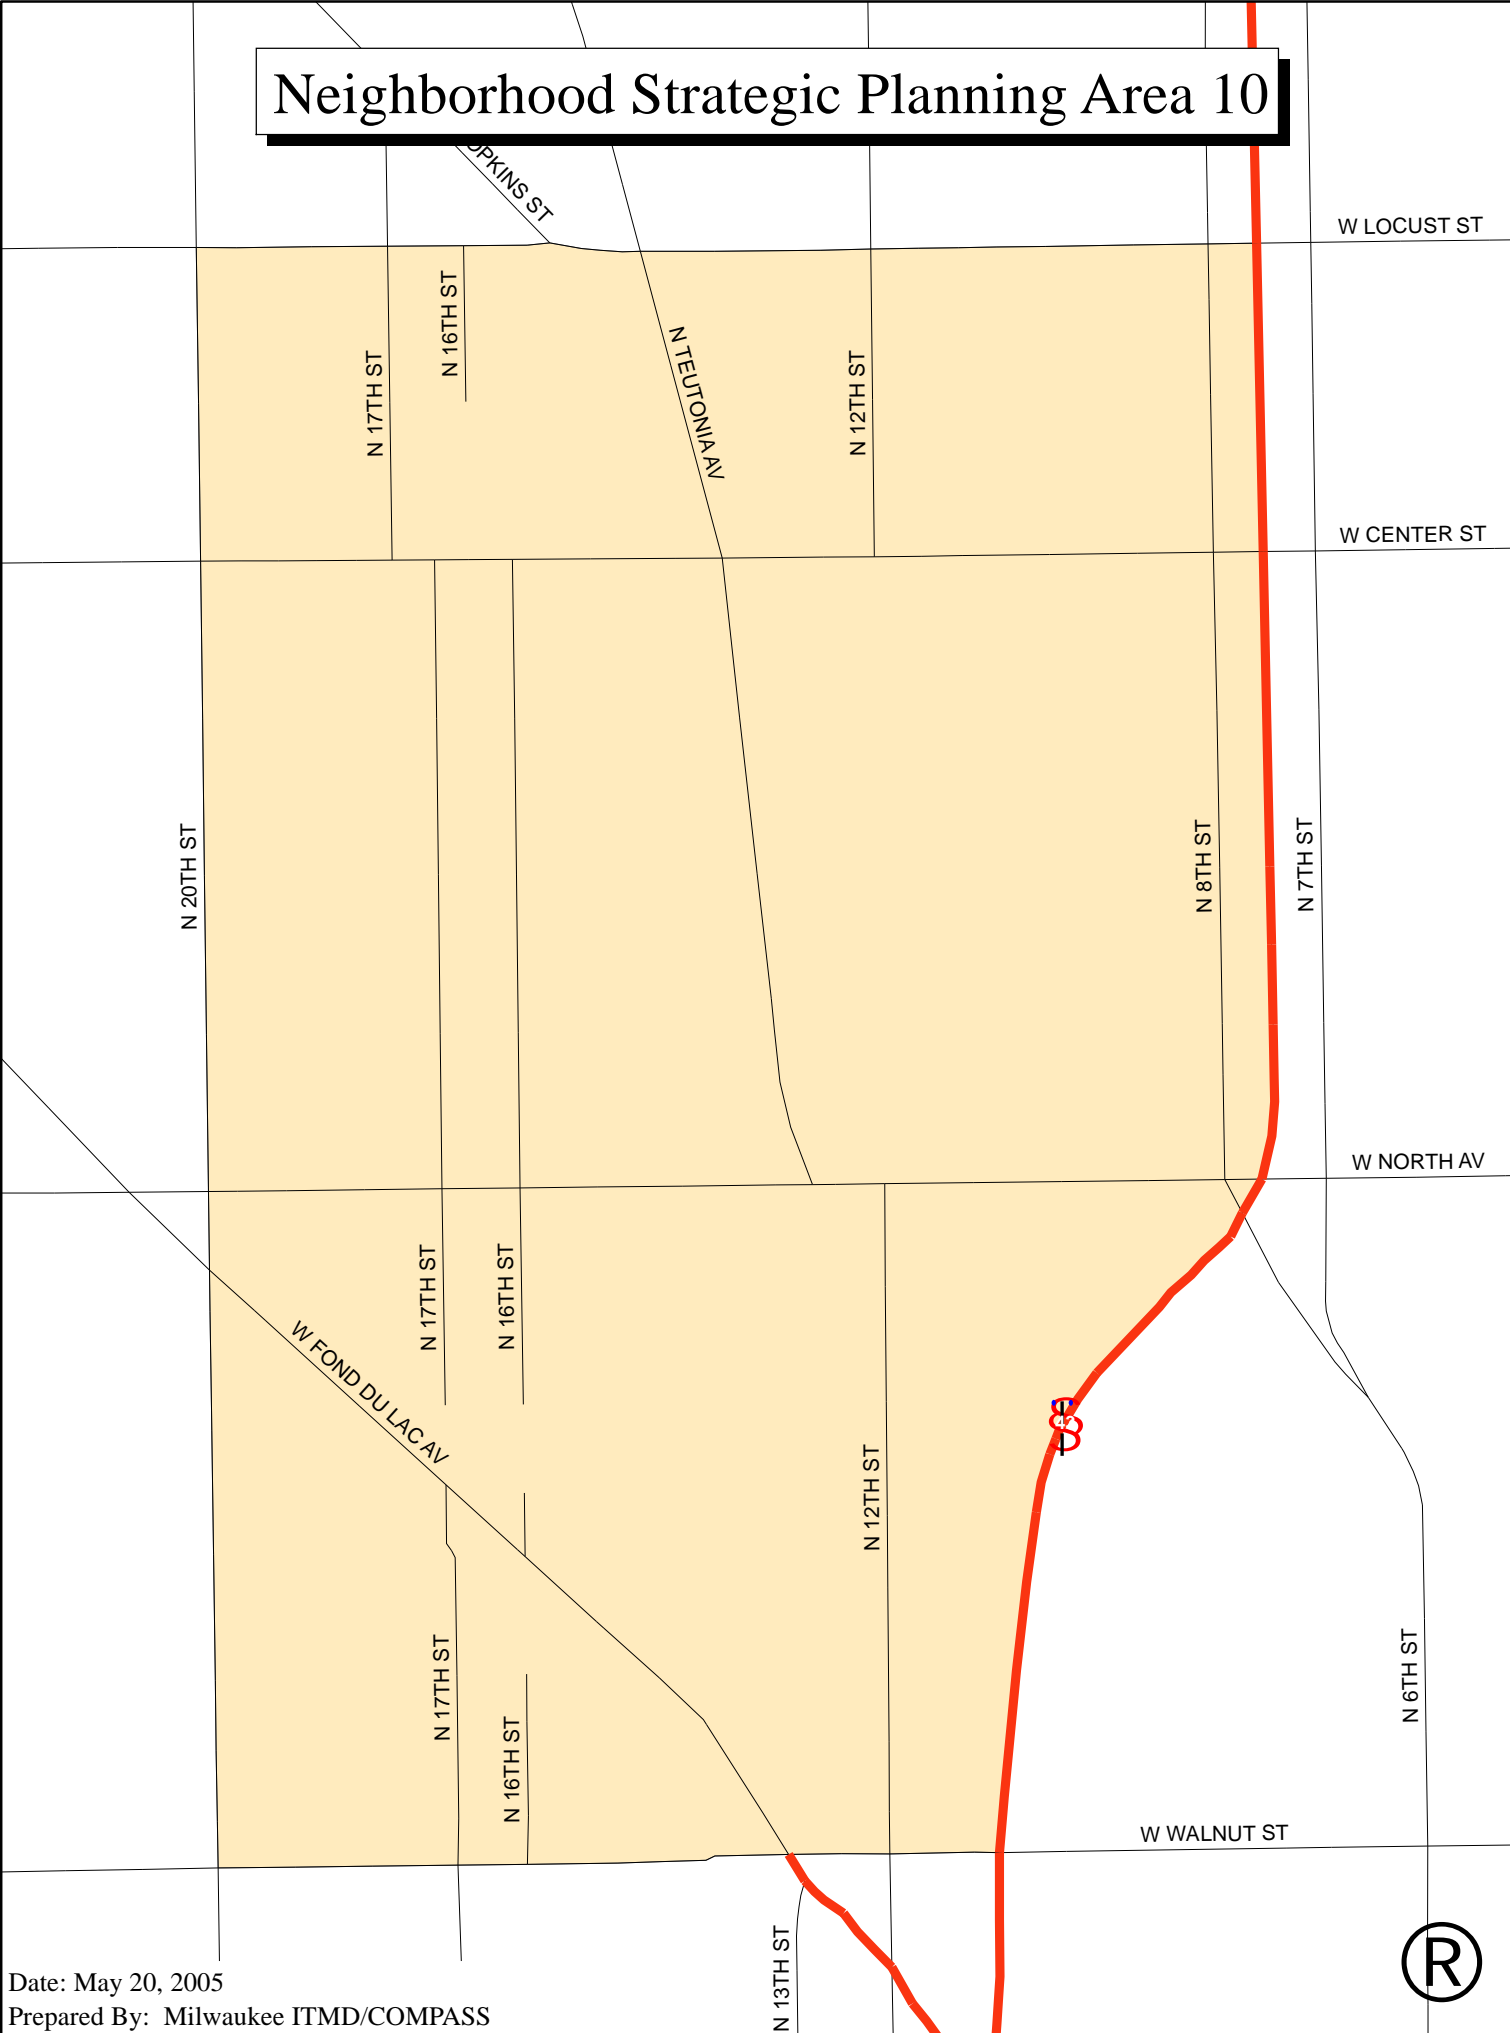 Neighborhood Strategic Planning Area 10
OPKINS ST
W LOCUST ST
N 16TH ST
N 17TH ST
N TEUTONIA AV
N 12TH ST
W CENTER ST
N 20TH ST
N 8TH ST
N 7TH ST
W NORTH AV
N 17TH ST
N 16TH ST
W FOND DU LAC AV
N 12TH ST
N 17TH ST
N 16TH ST
N 6TH ST
W WALNUT ST
N 13TH ST
®
Date: May 20, 2005
Prepared By: Milwaukee ITMD/COMPASS